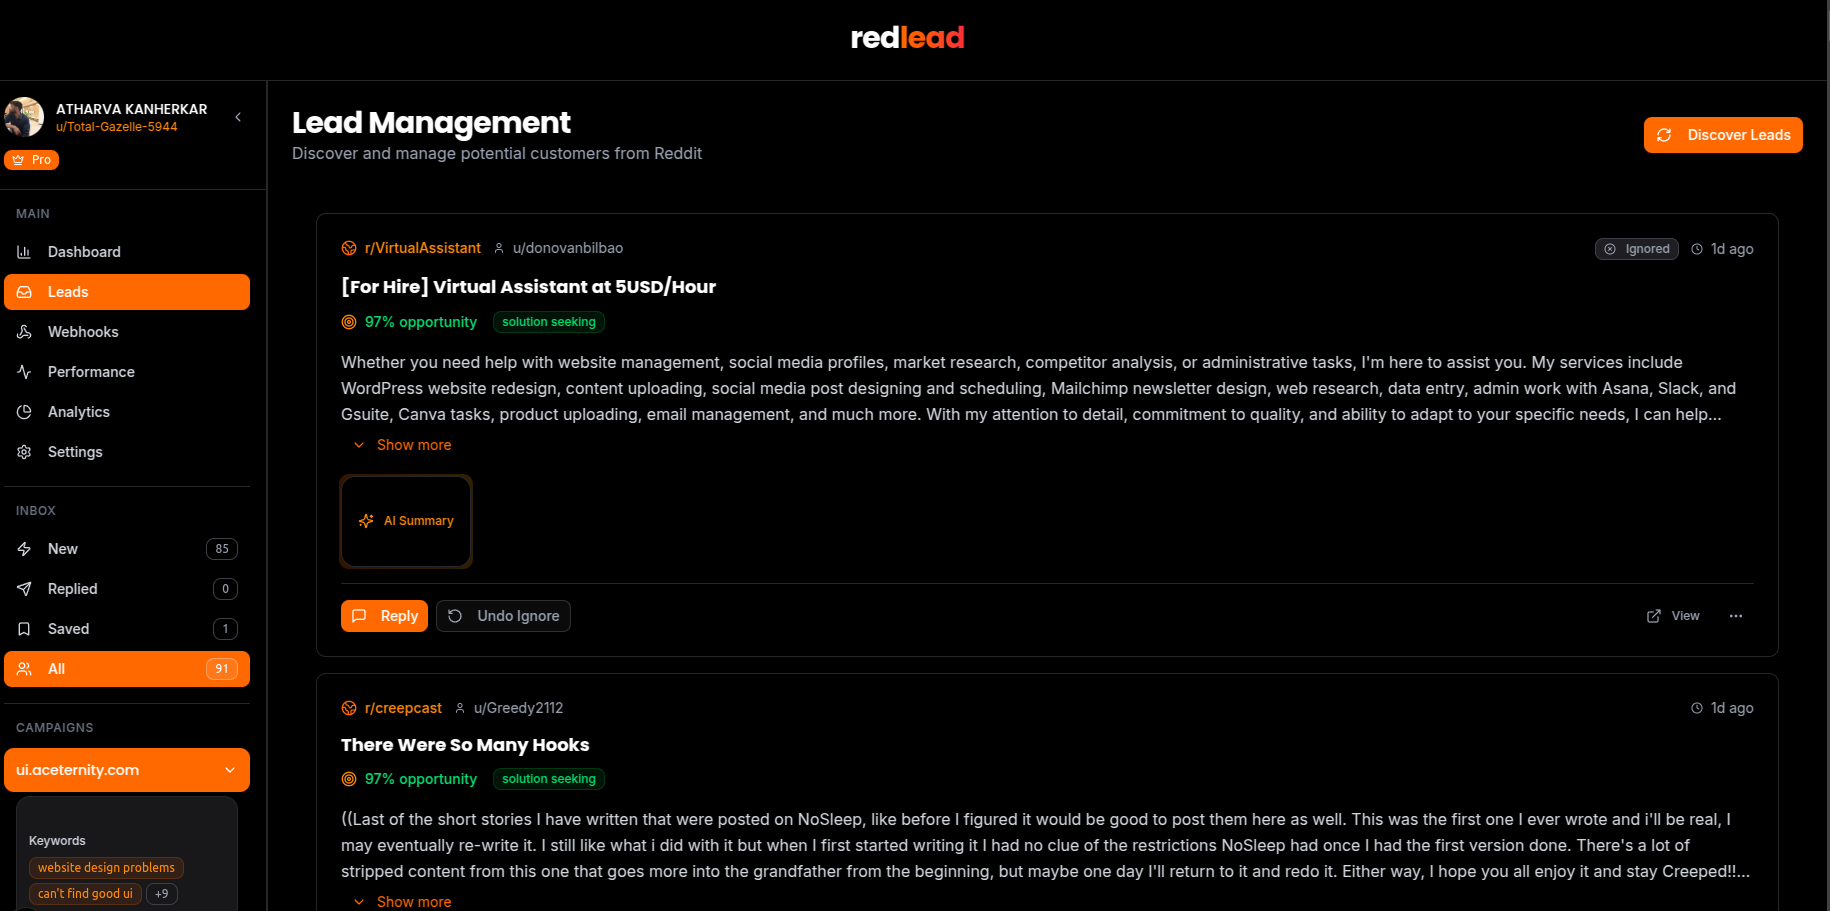 redlead
ATHARVA KANHERKAR
u/Total-Gazelle-5944
Pro
MAIN
Dashboard
Leads
Webhooks
Performance
Analytics
Settings
INBOX
New 85
Replied 0
Saved 1
All 91
CAMPAIGNS
ui.aceternity.com
Keywords
website design problems
can't find good ui +9
Lead Management
Discover and manage potential customers from Reddit
Discover Leads
r/VirtualAssistant u/donovanbilbao Ignored 1d ago
[For Hire] Virtual Assistant at 5USD/Hour
97% opportunity solution seeking
Whether you need help with website management, social media profiles, market research, competitor analysis, or administrative tasks, I'm here to assist you. My services include
WordPress website redesign, content uploading, social media post designing and scheduling, Mailchimp newsletter design, web research, data entry, admin work with Asana, Slack, and
Gsuite, Canva tasks, product uploading, email management, and much more. With my attention to detail, commitment to quality, and ability to adapt to your specific needs, I can help...
Show more
AI Summary
Reply Undo Ignore View
r/creepcast u/Greedy2112 1d ago
There Were So Many Hooks
97% opportunity solution seeking
((Last of the short stories I have written that were posted on NoSleep, like before I figured it would be good to post them here as well. This was the first one I ever wrote and i'll be real, I
may eventually re-write it. I still like what i did with it but when I first started writing it I had no clue of the restrictions NoSleep had once I had the first version done. There's a lot of
stripped content from this one that goes more into the grandfather from the beginning, but maybe one day I'll return to it and redo it. Either way, I hope you all enjoy it and stay Creeped!!...
Show more